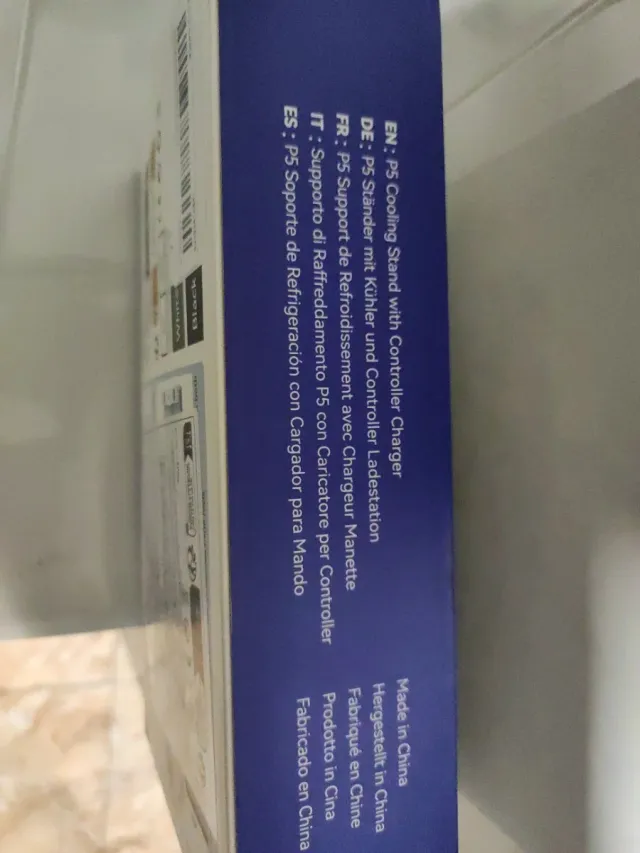 EN: P5 Cooling Stand with Controller Charger
DE: P5 Ständer mit Kühler und Controller Ladestation
FR: P5 Support de Refroidissement avec Chargeur Manette
IT: Supporto di Raffreddamento P5 con Caricatore per Controller
ES: P5 Soporte de Refrigeración con Cargador para Mando
Made in China
Hergestellt in China
Fabriqué en Chine
Prodotto in Cina
Fabricado en China
Black
White